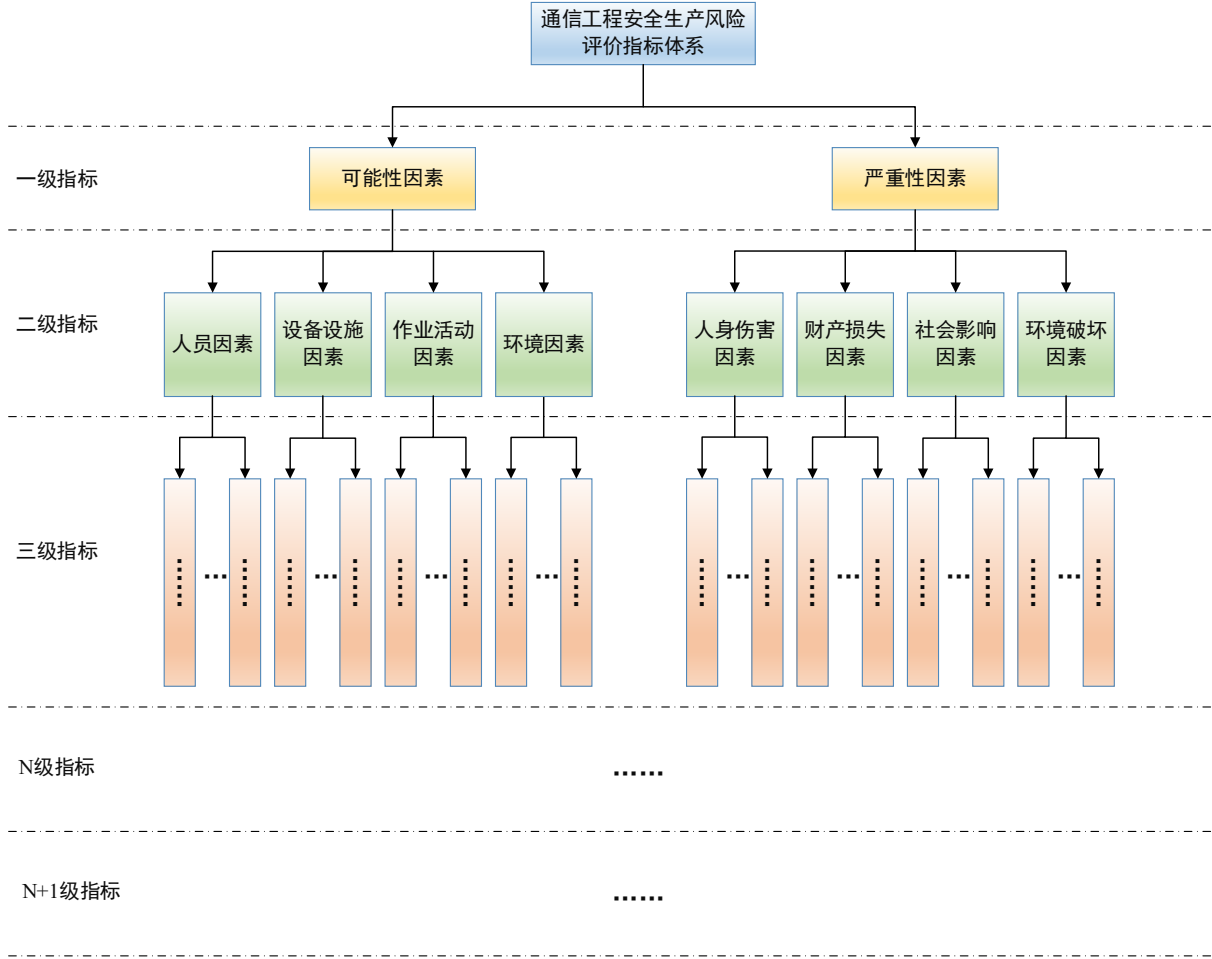 通信工程安全生产风险
评价指标体系
一级指标
可能性因素
严重性因素
二级指标
人员因素
设备设施
因素
作业活动
因素
环境因素
人身伤害
因素
财产损失
因素
社会影响
因素
环境破坏
因素
三级指标
……
…
……
……
…
……
……
…
……
……
…
……
……
…
……
……
…
……
……
…
……
……
…
……
N级指标
……
N+1级指标
……